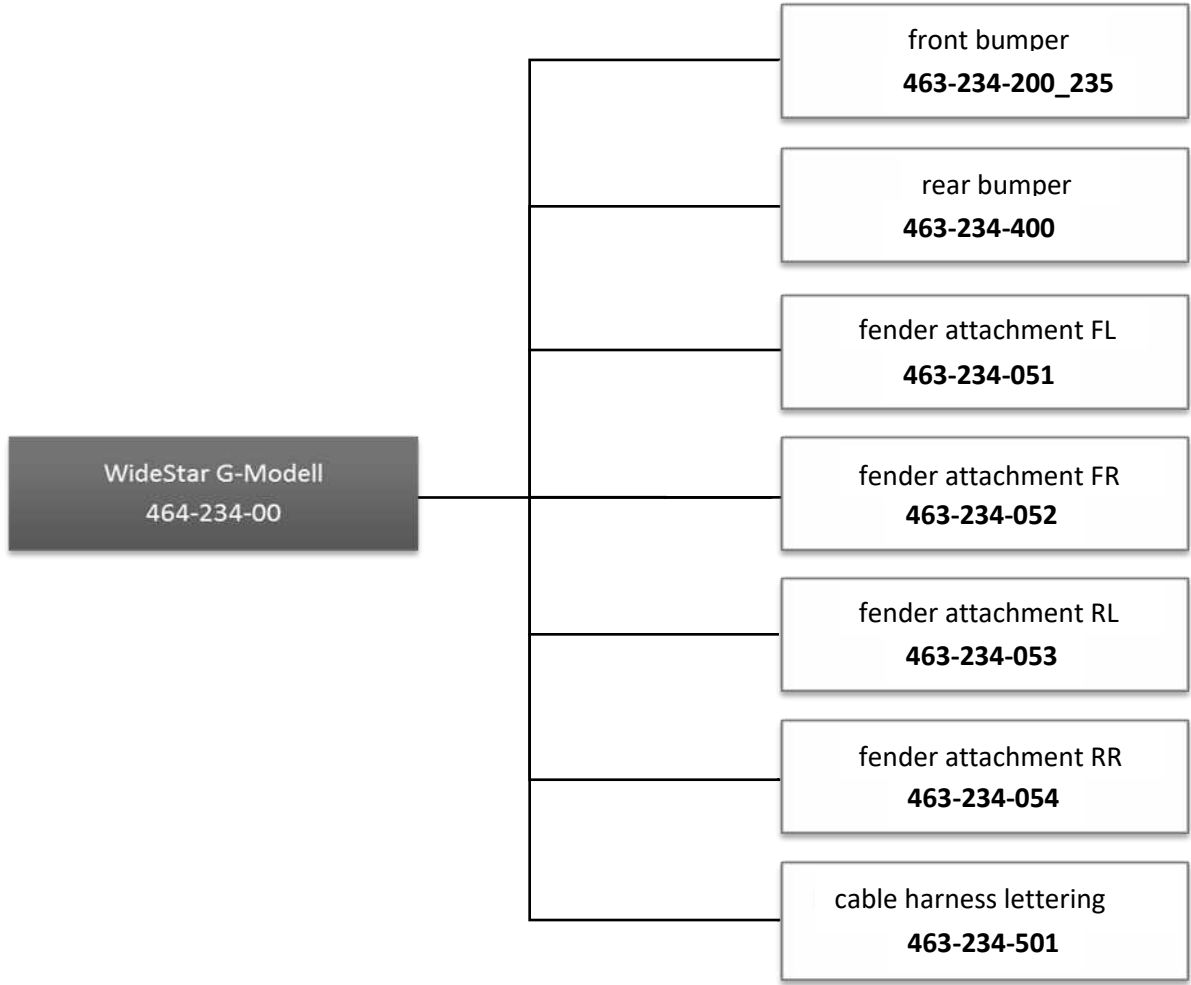 front bumper
463-234-200_235
rear bumper
463-234-400
fender attachment FL
463-234-051
WideStar G-Modell
464-234-00
fender attachment FR
463-234-052
fender attachment RL
463-234-053
fender attachment RR
463-234-054
cable harness lettering
463-234-501